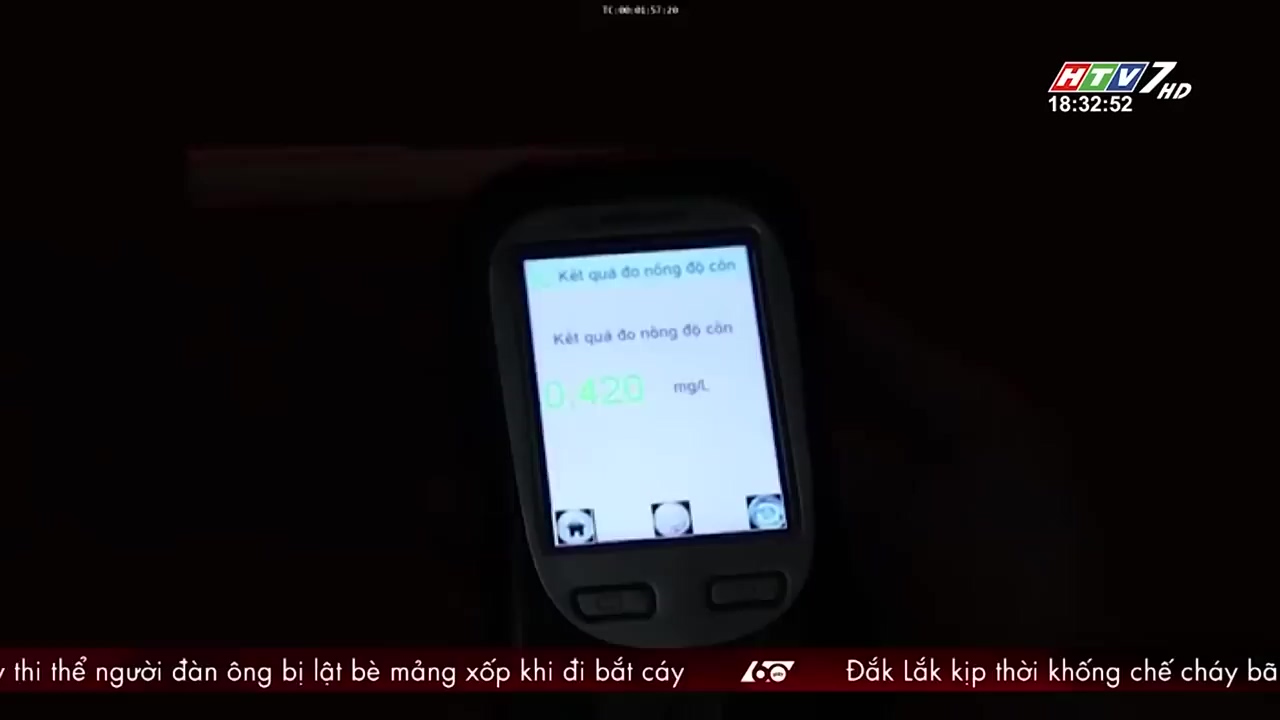 TC:00:01:57:20
HTV7 HD
18:32:52
Kết quả đo nồng độ cồn
Kết quả đo nồng độ cồn
0.420 mg/L
thi thể người đàn ông bị lật bè mảng xốp khi đi bắt cáy
60 giây
Đắk Lắk kịp thời khống chế cháy bã